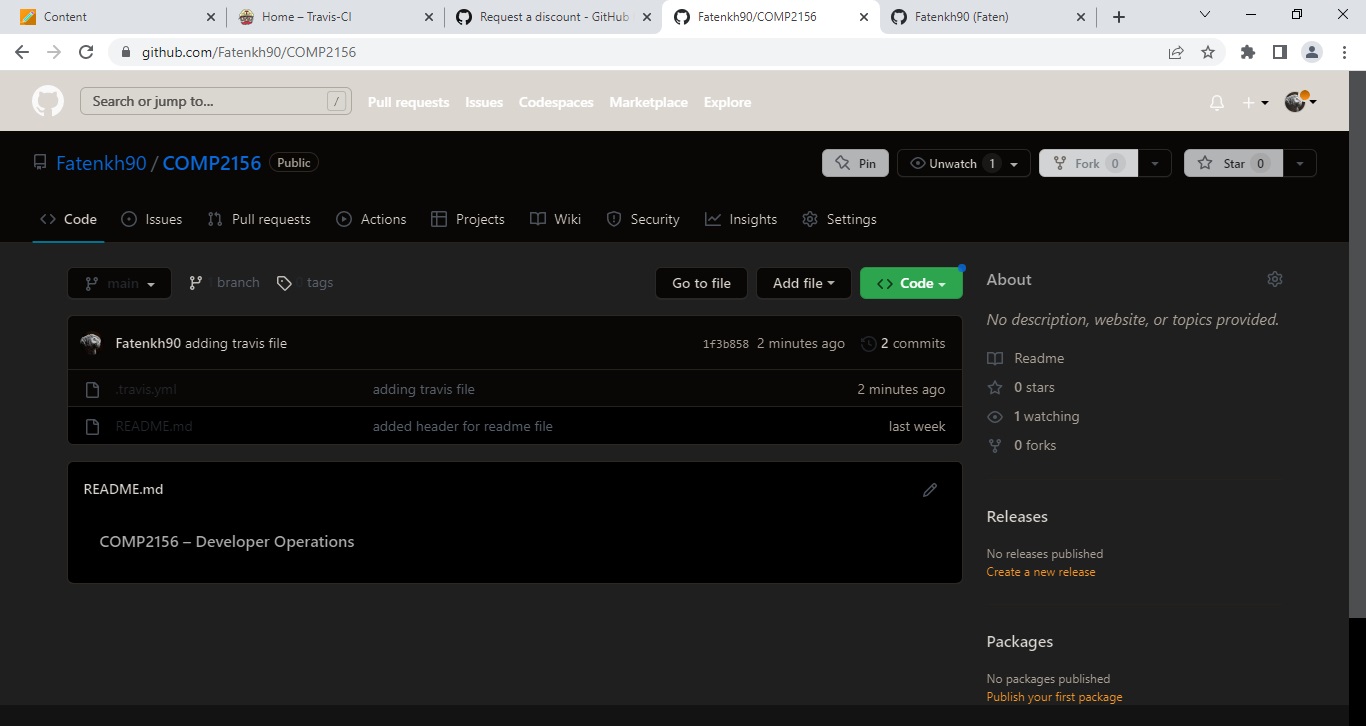 Content
Home – Travis-CI
Request a discount - GitHub
Fatenkh90/COMP2156
Fatenkh90 (Faten)
github.com/Fatenkh90/COMP2156
Search or jump to... /
Pull requests Issues Codespaces Marketplace Explore
Fatenkh90 / COMP2156 Public
Pin
Unwatch 1
Fork 0
Star 0
Code Issues Pull requests Actions Projects Wiki Security Insights Settings
main branch 0 tags
Go to file Add file Code
Fatenkh90 adding travis file 1f3b858 2 minutes ago 2 commits
.travis.yml adding travis file 2 minutes ago
README.md added header for readme file last week
README.md
COMP2156 – Developer Operations
About
No description, website, or topics provided.
Readme
0 stars
1 watching
0 forks
Releases
No releases published
Create a new release
Packages
No packages published
Publish your first package